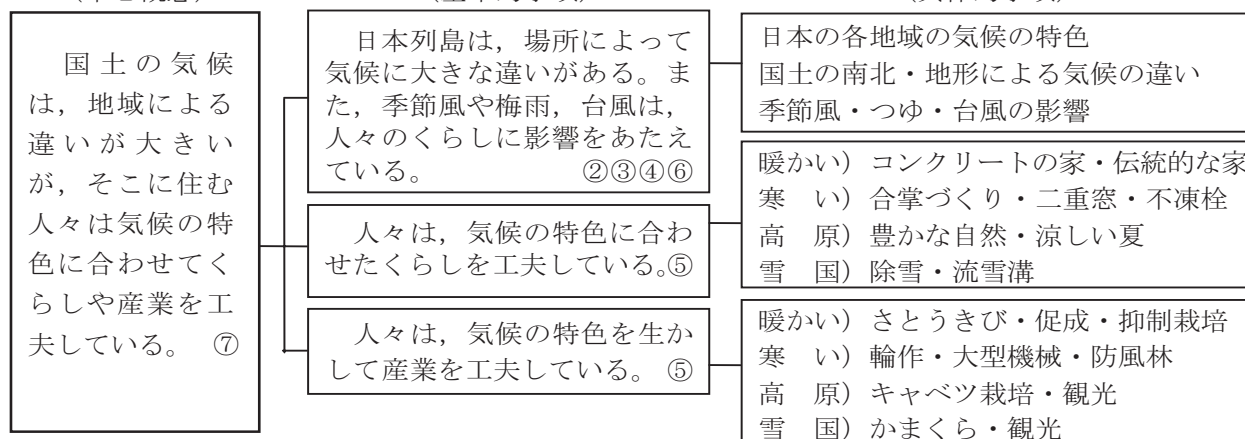 国土の気候
は，地域による
違いが大きい
が，そこに住む
人々は気候の特
色に合わせてく
らしや産業を工
夫している。 ⑦
日本列島は，場所によって
気候に大きな違いがある。ま
た，季節風や梅雨，台風は，
人々のくらしに影響をあたえ
ている。 ②③④⑥
人々は，気候の特色に合わ
せたくらしを工夫している。⑤
人々は，気候の特色を生か
して産業を工夫している。 ⑤
日本の各地域の気候の特色
国土の南北・地形による気候の違い
季節風・つゆ・台風の影響
暖かい）コンクリートの家・伝統的な家
寒　い）合掌づくり・二重窓・不凍栓
高　原）豊かな自然・涼しい夏
雪　国）除雪・流雪溝
暖かい）さとうきび・促成・抑制栽培
寒　い）輪作・大型機械・防風林
高　原）キャベツ栽培・観光
雪　国）かまくら・観光